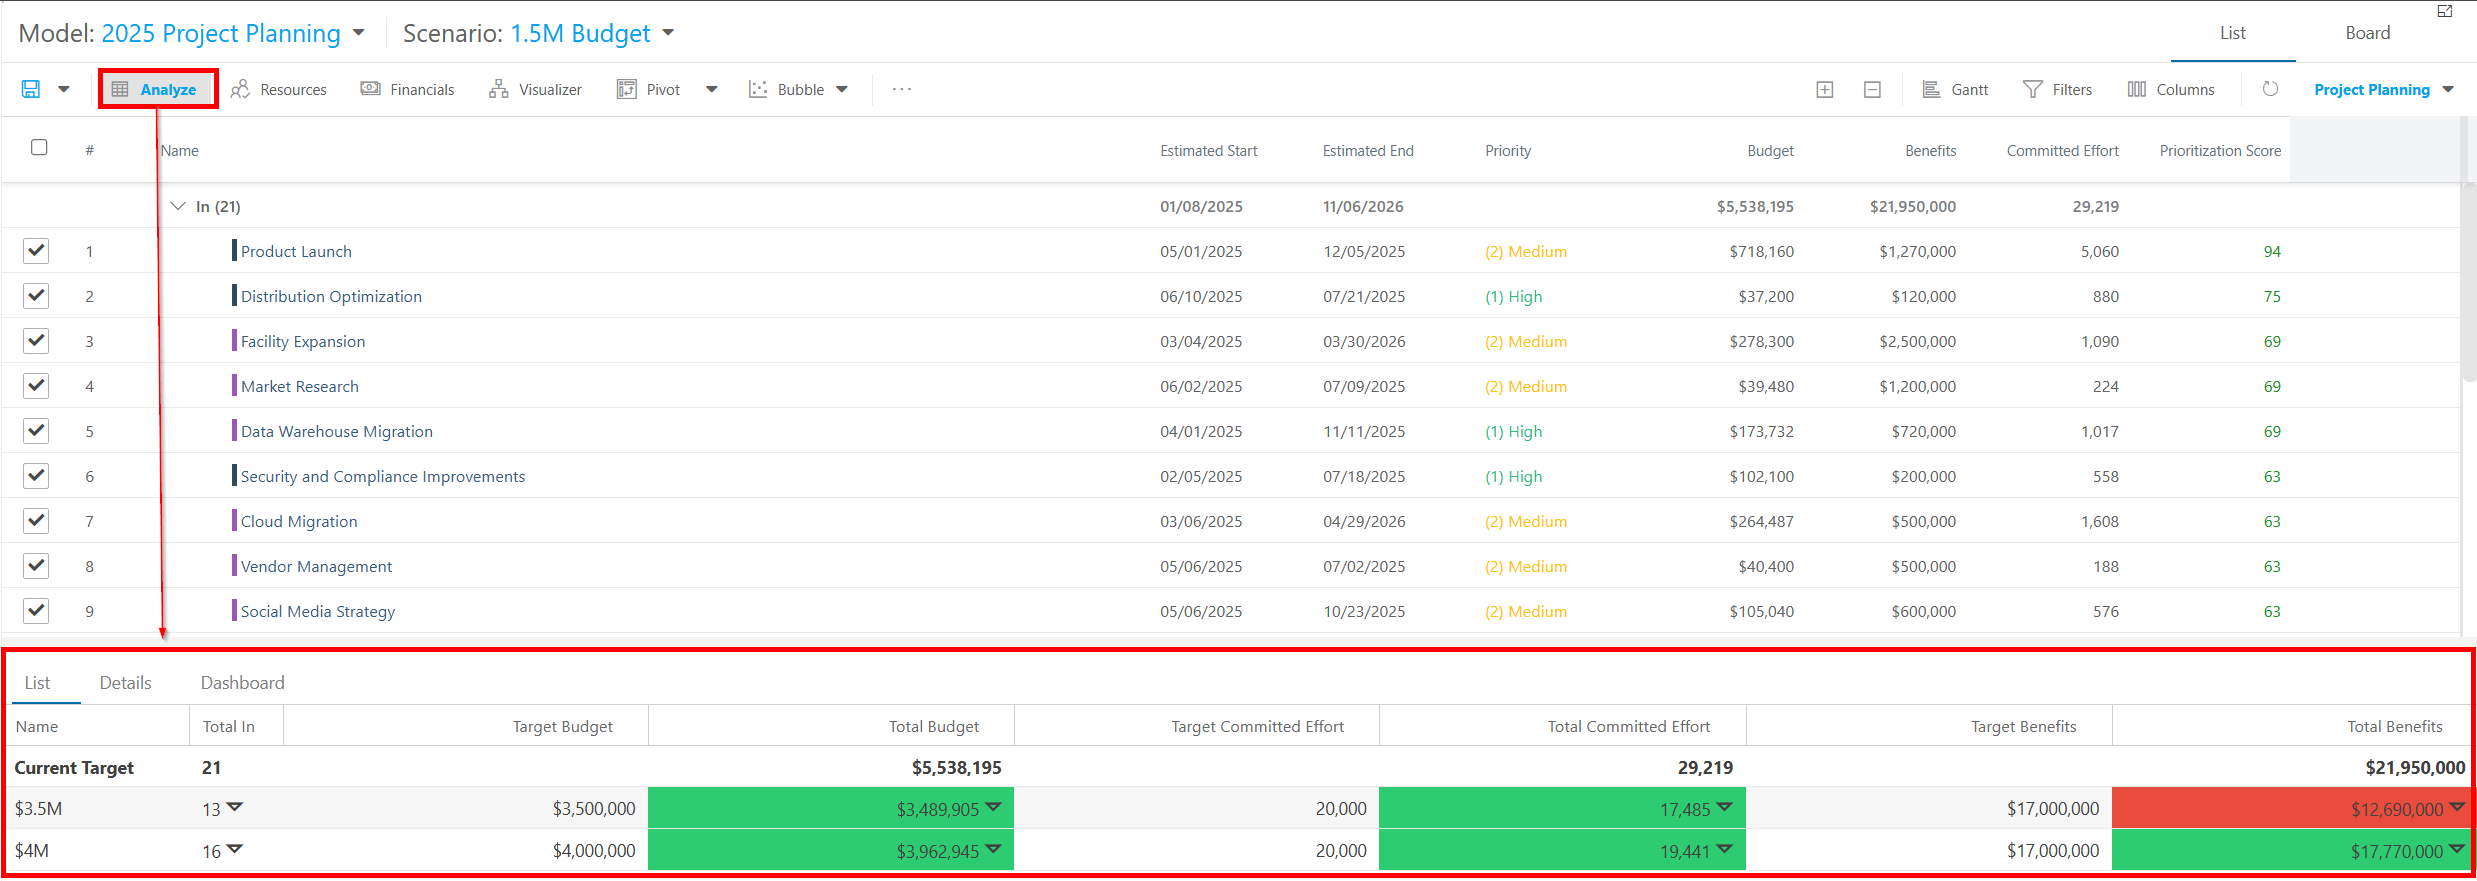 Model: 2025 Project Planning Scenario: 1.5M Budget List Board
Analyze Resources Financials Visualizer Pivot Bubble ... Gantt Filters Columns Project Planning
# Name Estimated Start Estimated End Priority Budget Benefits Committed Effort Prioritization Score
In (21) 01/08/2025 11/06/2026 $5,538,195 $21,950,000 29,219
1 Product Launch 05/01/2025 12/05/2025 (2) Medium $718,160 $1,270,000 5,060 94
2 Distribution Optimization 06/10/2025 07/21/2025 (1) High $37,200 $120,000 880 75
3 Facility Expansion 03/04/2025 03/30/2026 (2) Medium $278,300 $2,500,000 1,090 69
4 Market Research 06/02/2025 07/09/2025 (2) Medium $39,480 $1,200,000 224 69
5 Data Warehouse Migration 04/01/2025 11/11/2025 (1) High $173,732 $720,000 1,017 69
6 Security and Compliance Improvements 02/05/2025 07/18/2025 (1) High $102,100 $200,000 558 63
7 Cloud Migration 03/06/2025 04/29/2026 (2) Medium $264,487 $500,000 1,608 63
8 Vendor Management 05/06/2025 07/02/2025 (2) Medium $40,400 $500,000 188 63
9 Social Media Strategy 05/06/2025 10/23/2025 (2) Medium $105,040 $600,000 576 63
List Details Dashboard
Name Total In Target Budget Total Budget Target Committed Effort Total Committed Effort Target Benefits Total Benefits
Current Target 21 $5,538,195 29,219 $21,950,000
$3.5M 13 $3,500,000 $3,489,905 20,000 17,485 $17,000,000 $12,690,000
$4M 16 $4,000,000 $3,962,945 20,000 19,441 $17,000,000 $17,770,000